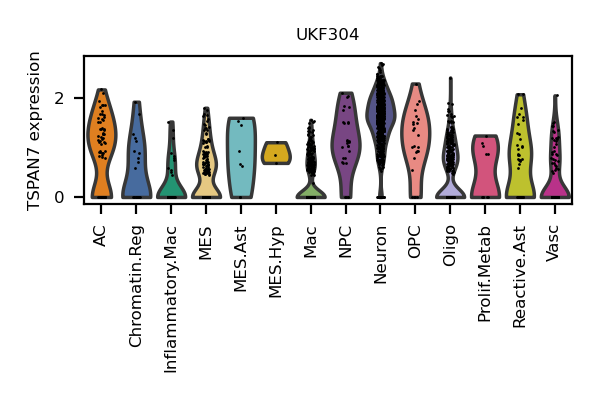 UKF304
TSPAN7 expression
2
0
AC
Chromatin.Reg
Inflammatory.Mac
MES
MES.Ast
MES.Hyp
Mac
NPC
Neuron
OPC
Oligo
Prolif.Metab
Reactive.Ast
Vasc